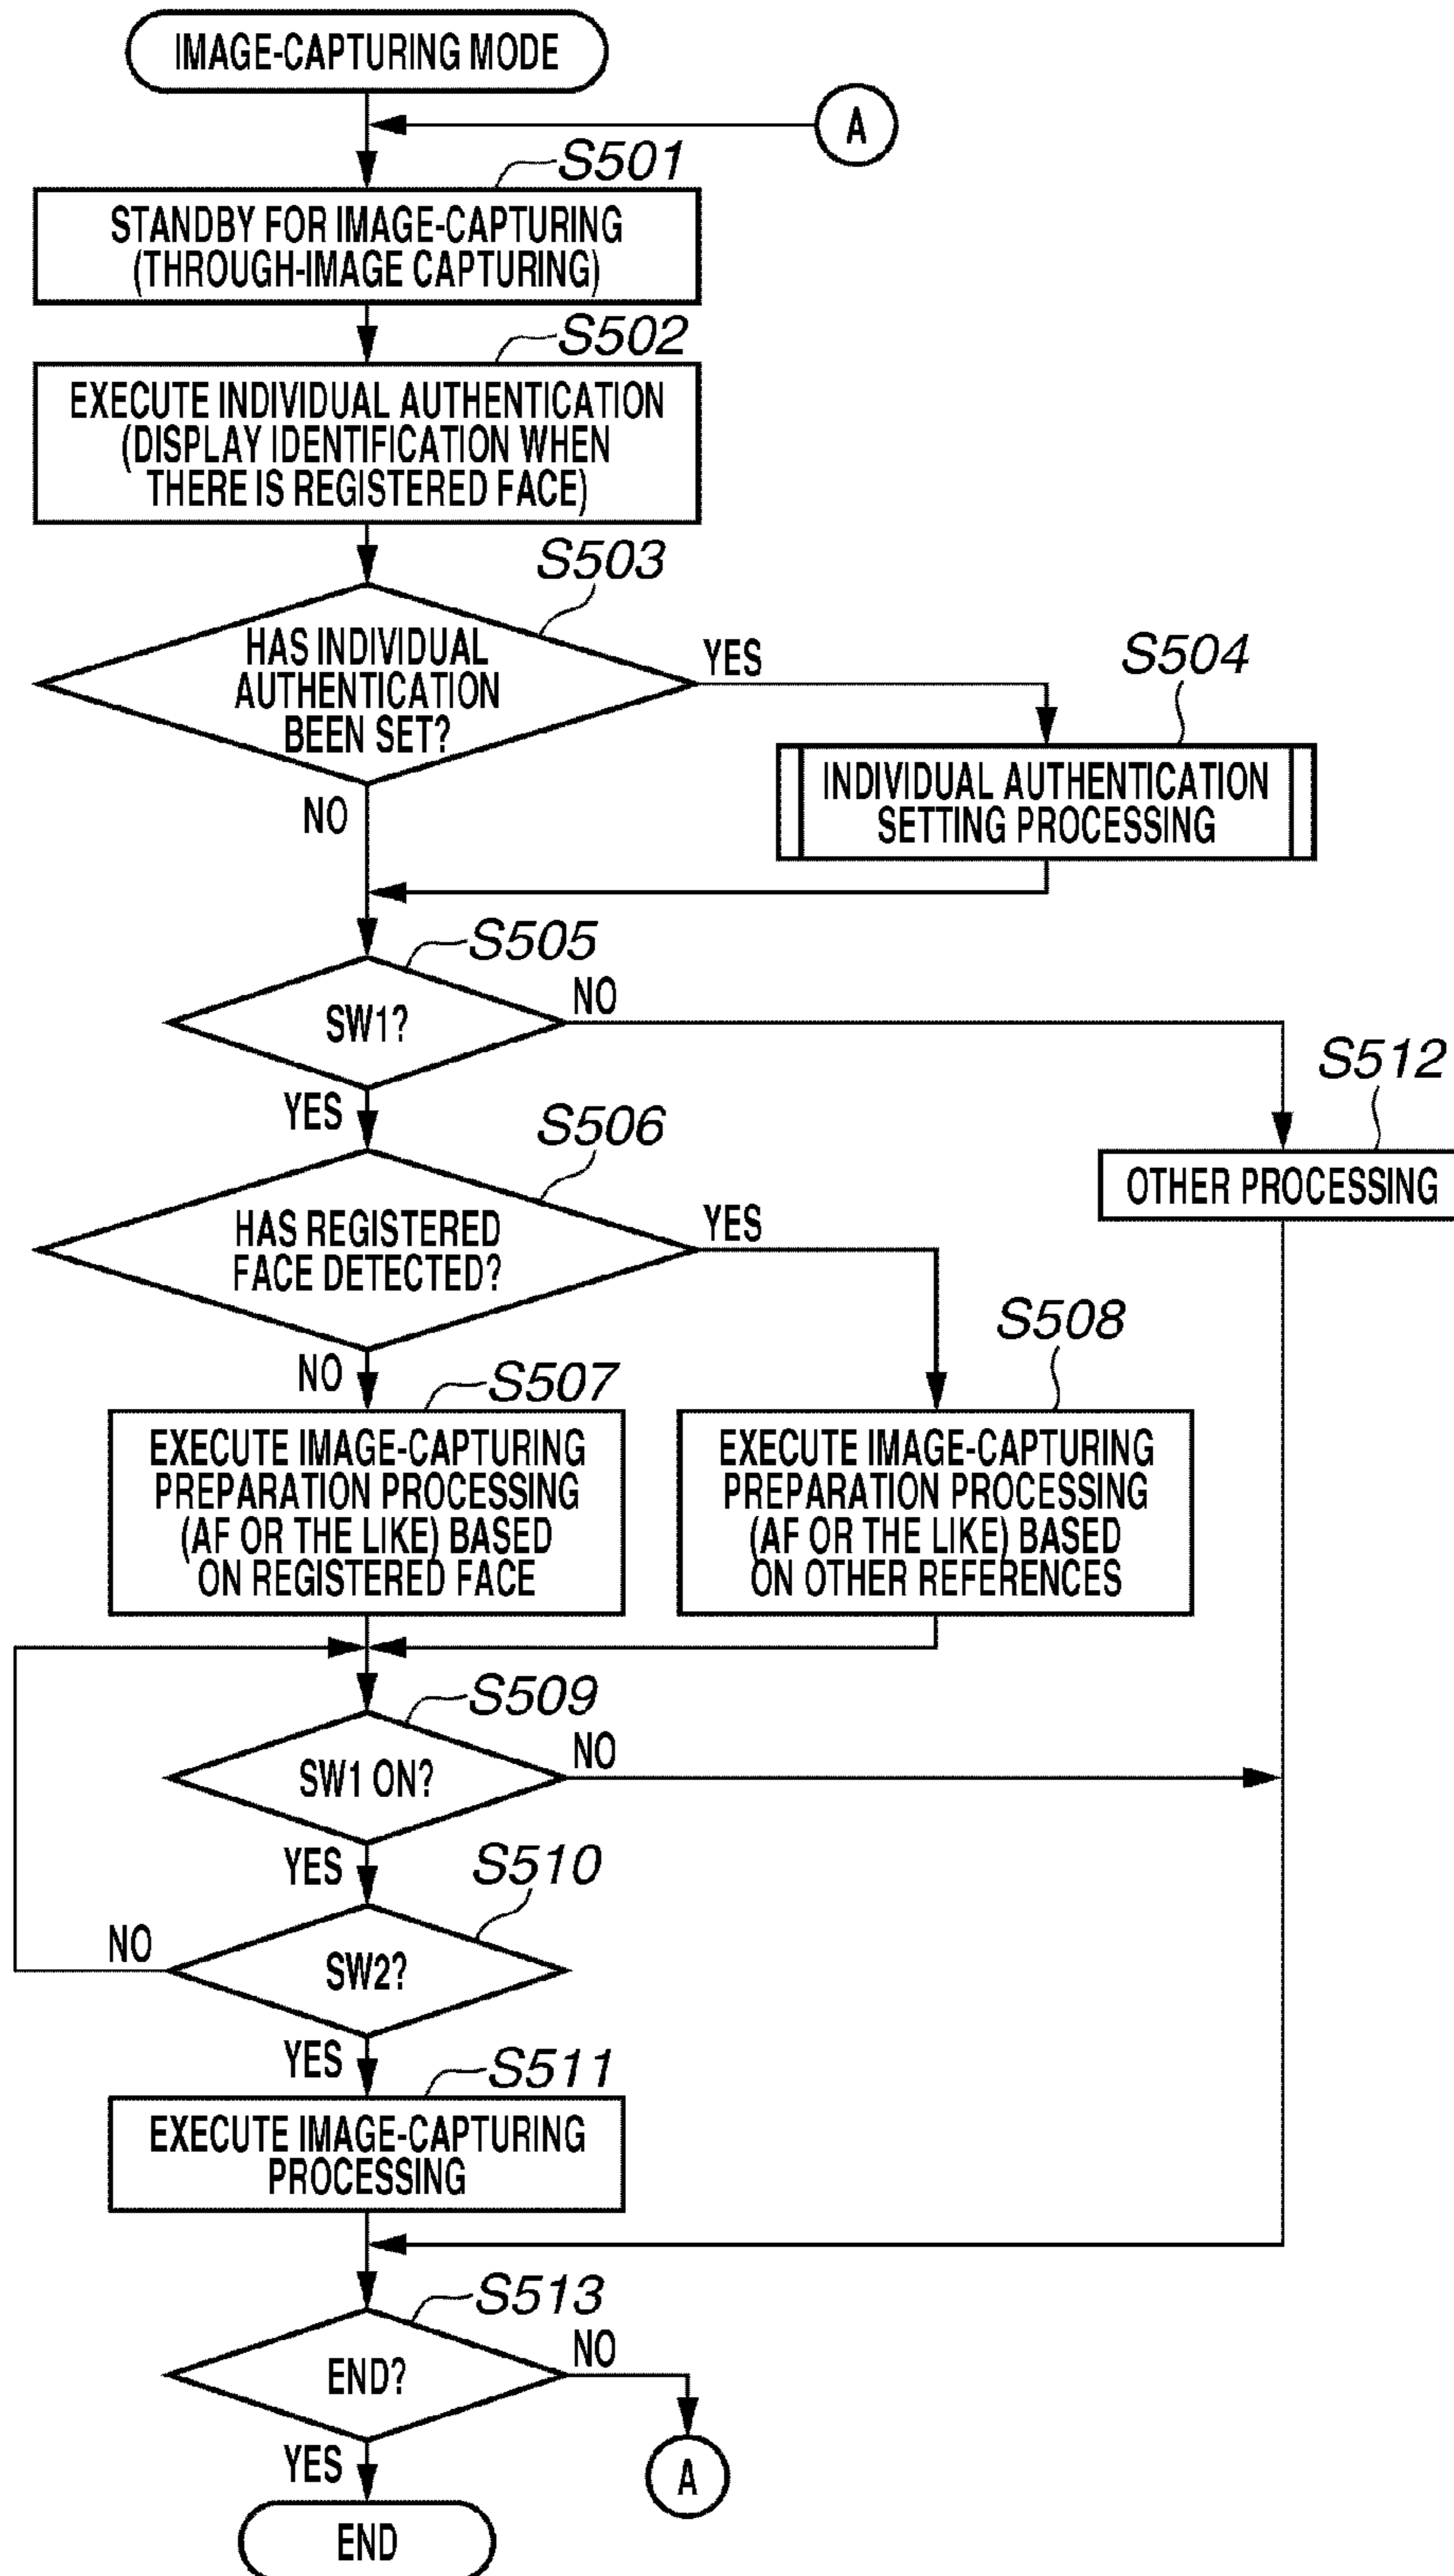 IMAGE-CAPTURING MODE
A
S501
STANDBY FOR IMAGE-CAPTURING
(THROUGH-IMAGE CAPTURING)
S502
EXECUTE INDIVIDUAL AUTHENTICATION
(DISPLAY IDENTIFICATION WHEN
THERE IS REGISTERED FACE)
S503
HAS INDIVIDUAL
AUTHENTICATION
BEEN SET?
YES
NO
S504
INDIVIDUAL AUTHENTICATION
SETTING PROCESSING
S505
SW1?
NO
YES
S512
OTHER PROCESSING
S506
HAS REGISTERED
FACE DETECTED?
YES
NO
S507
EXECUTE IMAGE-CAPTURING
PREPARATION PROCESSING
(AF OR THE LIKE) BASED
ON REGISTERED FACE
S508
EXECUTE IMAGE-CAPTURING
PREPARATION PROCESSING
(AF OR THE LIKE) BASED
ON OTHER REFERENCES
S509
SW1 ON?
NO
YES
S510
SW2?
NO
YES
S511
EXECUTE IMAGE-CAPTURING
PROCESSING
S513
END?
NO
YES
A
END